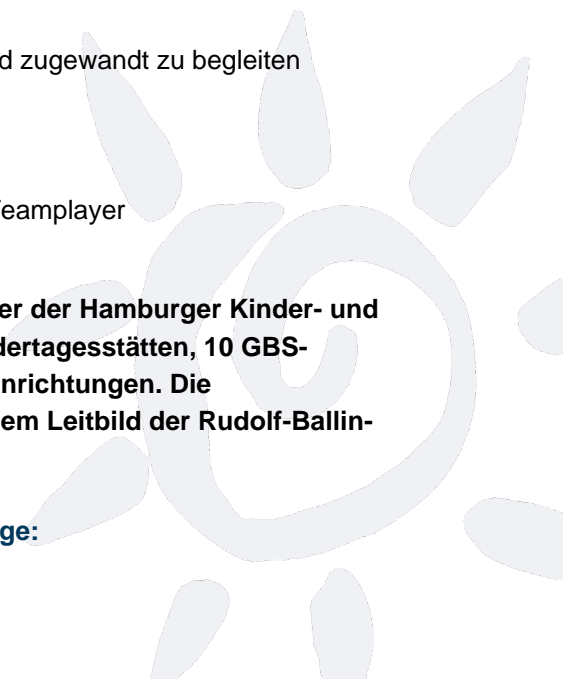 d zugewandt zu begleiten
Teamplayer
er der Hamburger Kinder- und
dertagesstätten, 10 GBS-
nrichtungen. Die
em Leitbild der Rudolf-Ballin-
ge: